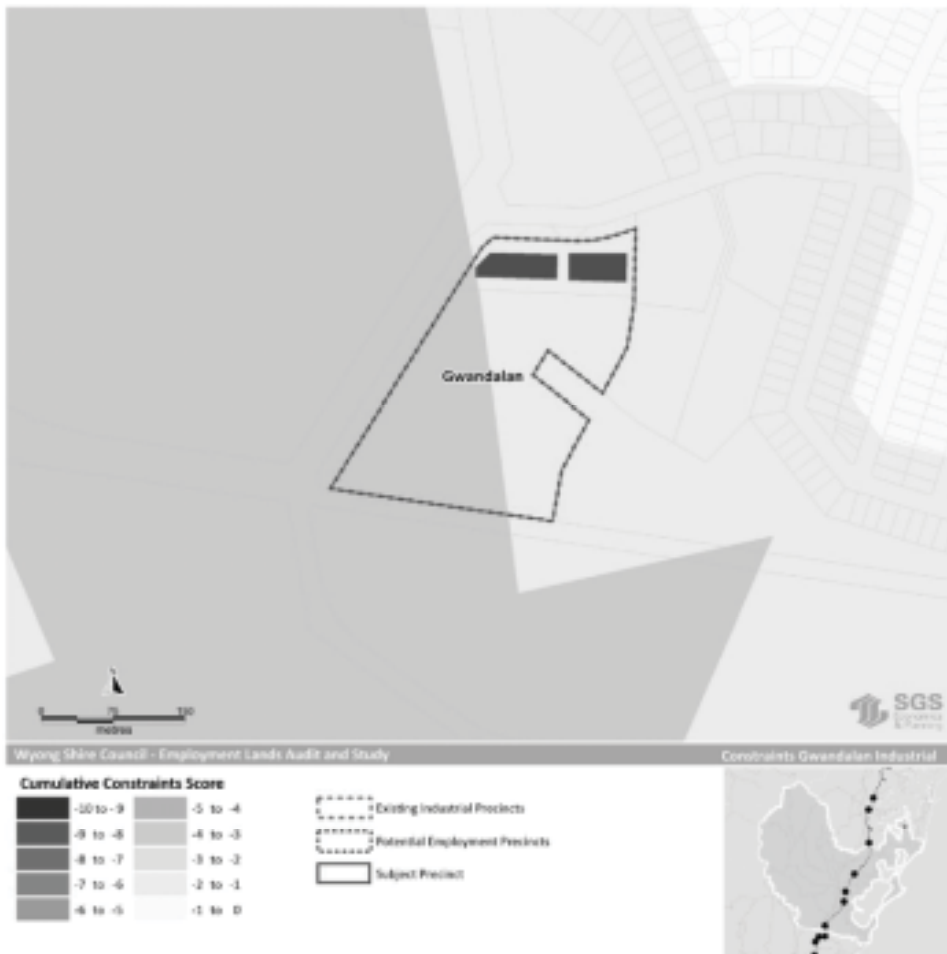 Gwandalan
0 75 150
metres
SGS
Economics
& Planning
Wyong Shire Council - Employment Lands Audit and Study
Constraints Gwandalan Industrial
Cumulative Constraints Score
-10 to -9
-9 to -8
-8 to -7
-7 to -6
-6 to -5
-5 to -4
-4 to -3
-3 to -2
-2 to -1
-1 to 0
Existing Industrial Precincts
Potential Employment Precincts
Subject Precinct